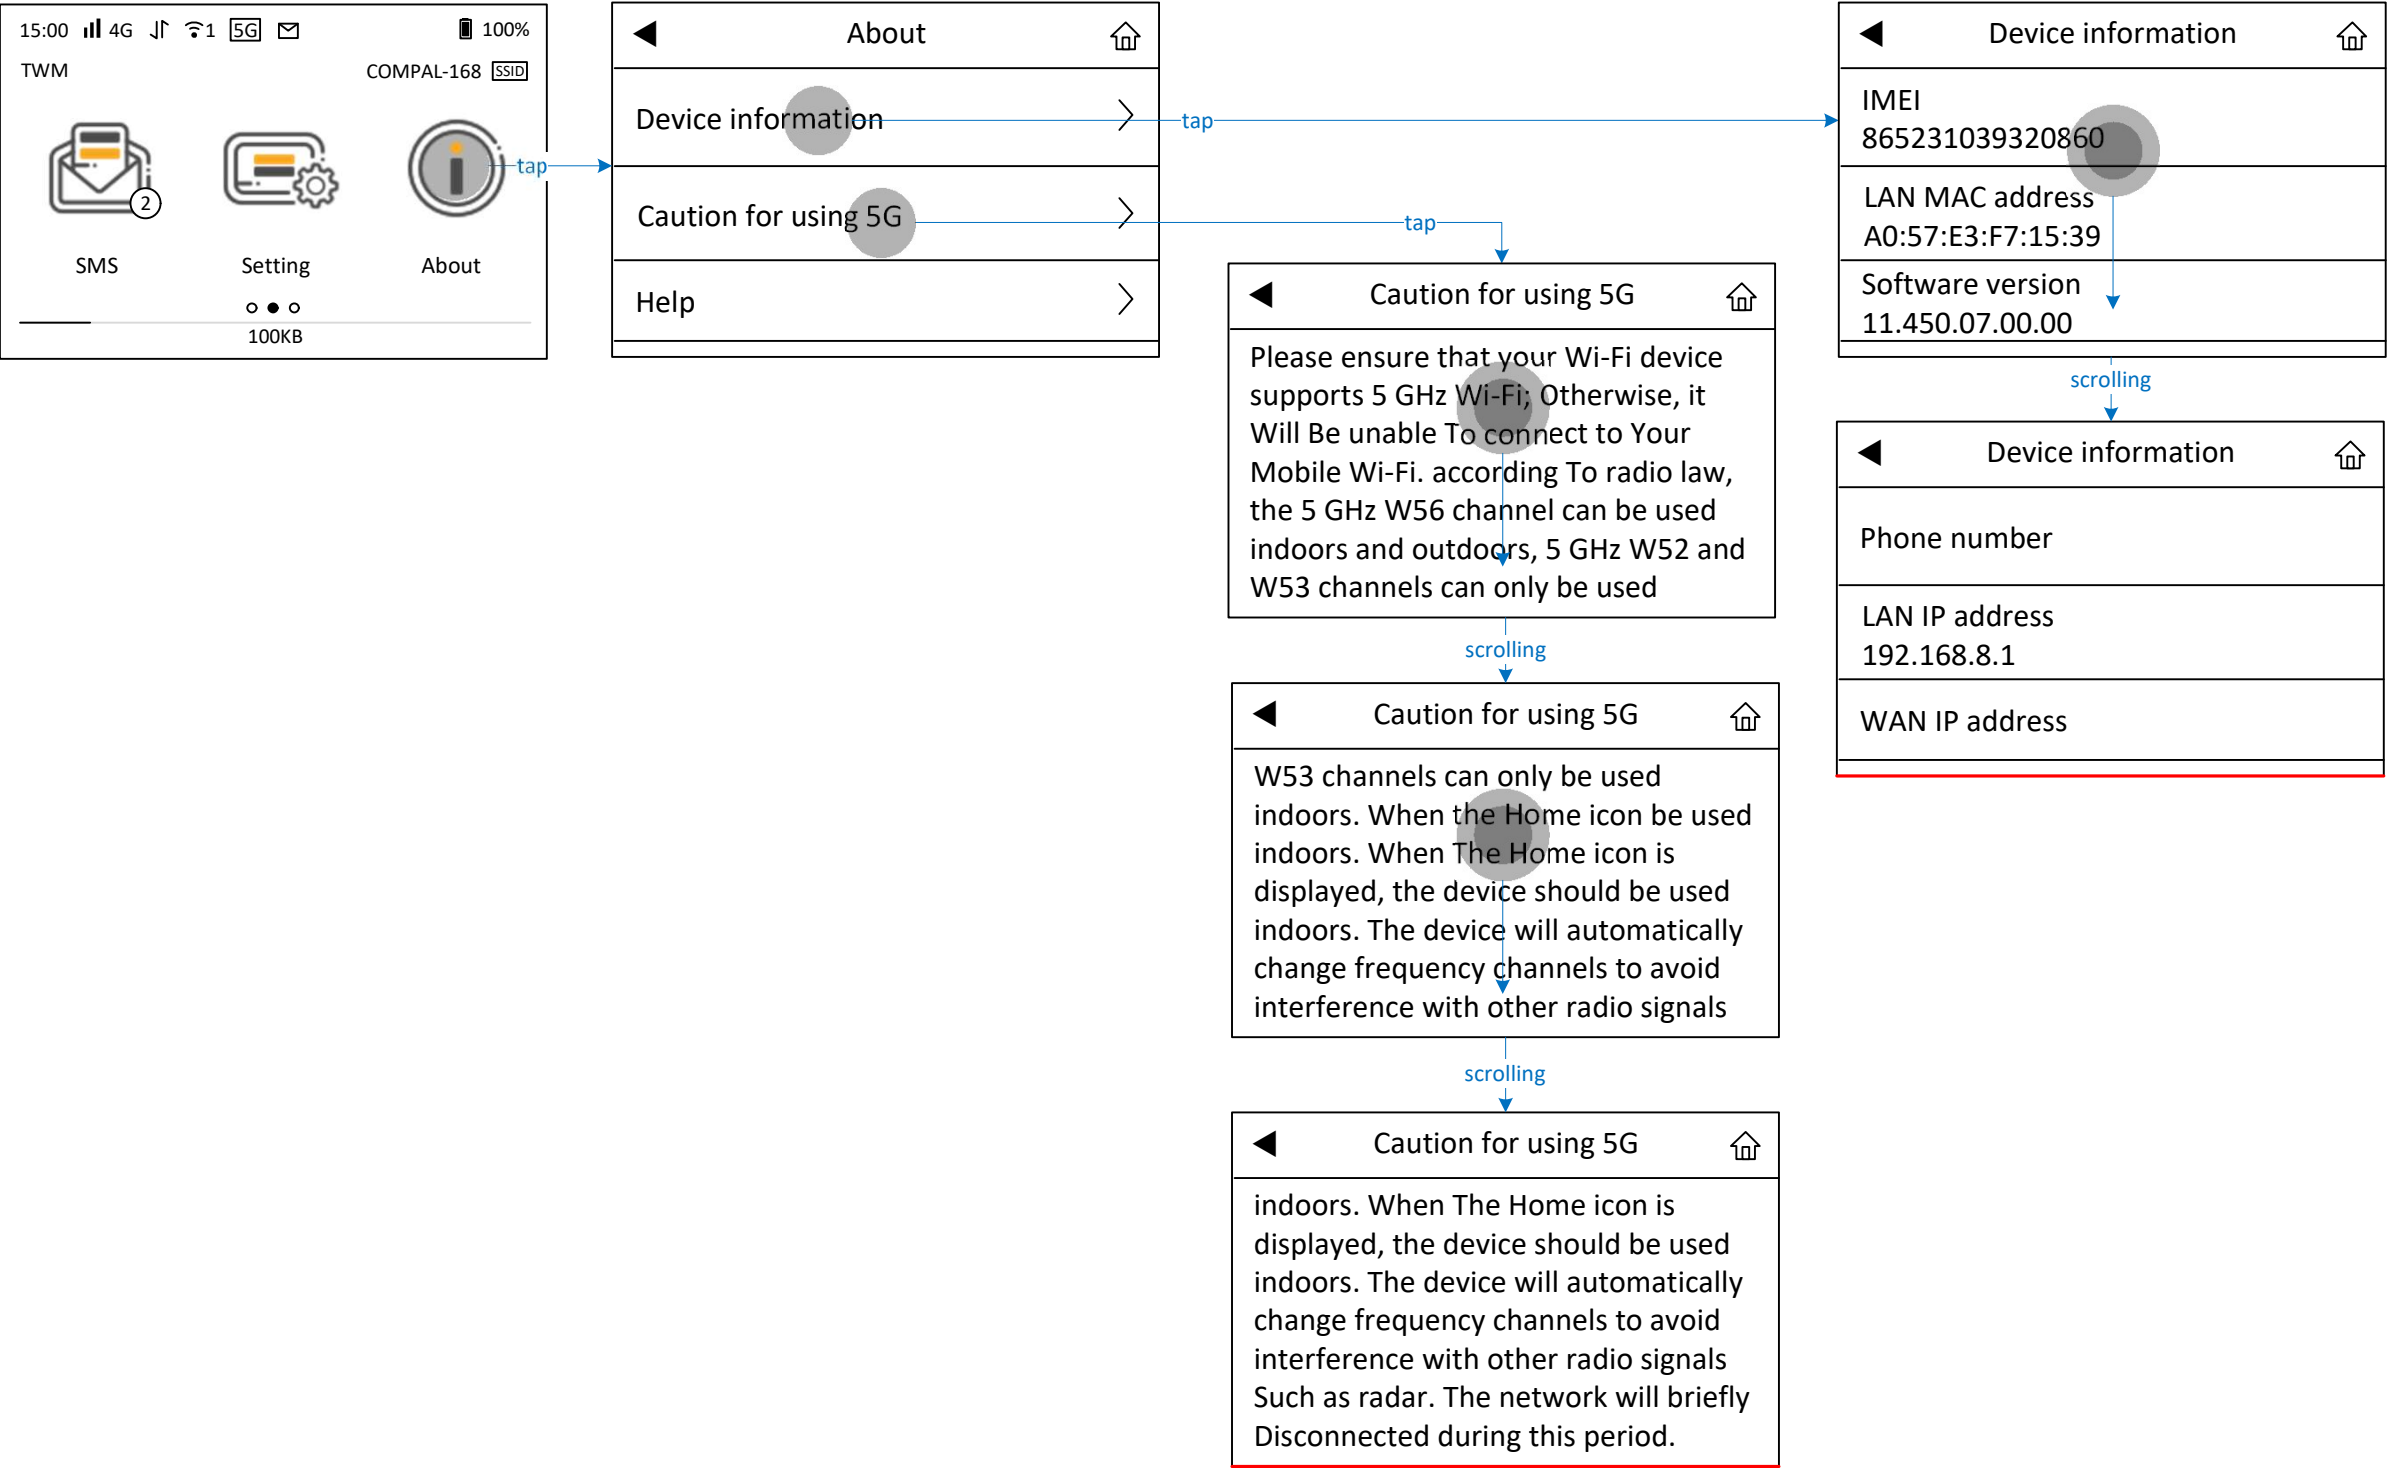 15:00 4G 1 5G 100%
TWM COMPAL-168 SSID
2
SMS Setting About
100KB
tap
About
Device information
Caution for using 5G
Help
tap
tap
Caution for using 5G
Please ensure that your Wi-Fi device
supports 5 GHz Wi-Fi; Otherwise, it
Will Be unable To connect to Your
Mobile Wi-Fi. according To radio law,
the 5 GHz W56 channel can be used
indoors and outdoors, 5 GHz W52 and
W53 channels can only be used
scrolling
Caution for using 5G
W53 channels can only be used
indoors. When the Home icon be used
indoors. When The Home icon is
displayed, the device should be used
indoors. The device will automatically
change frequency channels to avoid
interference with other radio signals
scrolling
Caution for using 5G
indoors. When The Home icon is
displayed, the device should be used
indoors. The device will automatically
change frequency channels to avoid
interference with other radio signals
Such as radar. The network will briefly
Disconnected during this period.
Device information
IMEI
865231039320860
LAN MAC address
A0:57:E3:F7:15:39
Software version
11.450.07.00.00
scrolling
Device information
Phone number
LAN IP address
192.168.8.1
WAN IP address